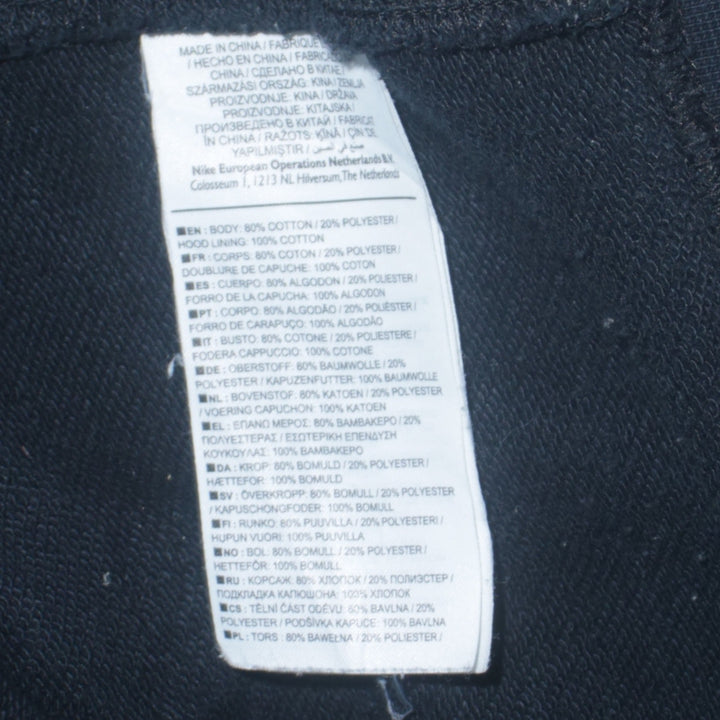 MADE IN CHINA / FABRIQUE
/ HECHO EN CHINA / FABRICA
CHINA / СДЕЛАНО В КИТАЕ /
SZÁRMAZÁSI ORSZÁG: KÍNA / ZEMLJA
PROIZVODNJE: KINA / DRŽAVA
PROIZVODNJE: KITAJSKA /
ПРОИЗВЕДЕНО В КИТАЙ / FABRICAT
ÎN CHINA / RAŽOTS: ĶĪNĀ / ÇİN DE
YAPILMIŞTIR / صنع في الصين
Nike European Operations Netherlands B.V.
Colosseum 1, 1213 NL Hilversum, The Netherlands
■EN : BODY: 80% COTTON / 20% POLYESTER /
HOOD LINING: 100% COTTON
■FR : CORPS: 80% COTON / 20% POLYESTER /
DOUBLURE DE CAPUCHE: 100% COTON
■ES : CUERPO: 80% ALGODON / 20% POLIESTER /
FORRO DE LA CAPUCHA: 100% ALGODON
■PT : CORPO: 80% ALGODÃO / 20% POLIÉSTER /
FORRO DE CARAPUÇO: 100% ALGODÃO
■IT : BUSTO: 80% COTONE / 20% POLIESTERE /
FODERA CAPPUCCIO: 100% COTONE
■DE : OBERSTOFF: 80% BAUMWOLLE / 20%
POLYESTER / KAPUZENFUTTER: 100% BAUMWOLLE
■NL : BOVENSTOF: 80% KATOEN / 20% POLYESTER
/ VOERING CAPUCHON: 100% KATOEN
■EL : ΕΠΑΝΩ ΜΕΡΟΣ: 80% ΒΑΜΒΑΚΕΡΟ / 20%
ΠΟΛΥΕΣΤΕΡΑΣ / ΕΣΩΤΕΡΙΚΗ ΕΠΕΝΔΥΣΗ
ΚΟΥΚΟΥΛΑΣ: 100% ΒΑΜΒΑΚΕΡΟ
■DA : KROP: 80% BOMULD / 20% POLYESTER /
HÆTTEFOR: 100% BOMULD
■SV : ÖVERKROPP: 80% BOMULL / 20% POLYESTER
/ KAPUSCHONGFODER: 100% BOMULL
■FI : RUNKO: 80% PUUVILLA / 20% POLYESTERI /
HUPUN VUORI: 100% PUUVILLA
■NO : BOL: 80% BOMULL / 20% POLYESTER /
HETTEFÔR: 100% BOMULL
■RU : КОРСАЖ: 80% ХЛОПОК / 20% ПОЛИЭСТЕР /
ПОДКЛАДКА КАПЮШОНА: 100% ХЛОПОК
■CS : TĚLNÍ ČÁST ODĚVU: 80% BAVLNA / 20%
POLYESTER / PODŠÍVKA KAPUCE: 100% BAVLNA
■PL : TORS : 80% BAWEŁNA / 20% POLIESTER /